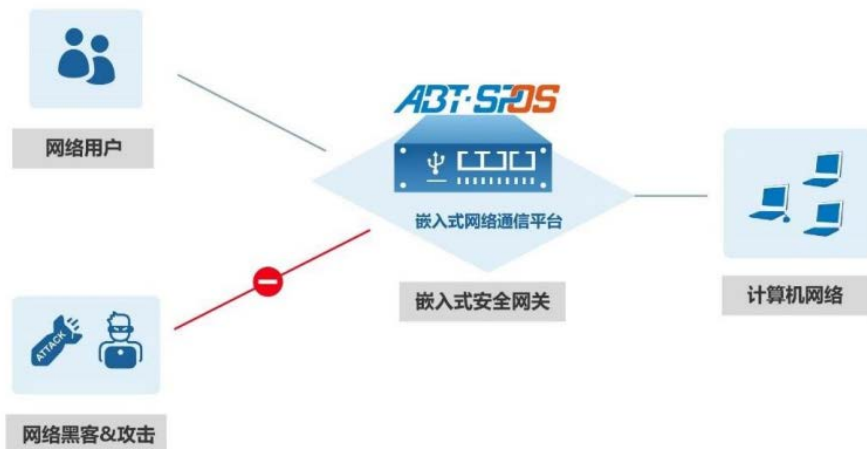 ABT·SPOS
网络用户
嵌入式网络通信平台
嵌入式安全网关
计算机网络
ATTACK
网络黑客&攻击